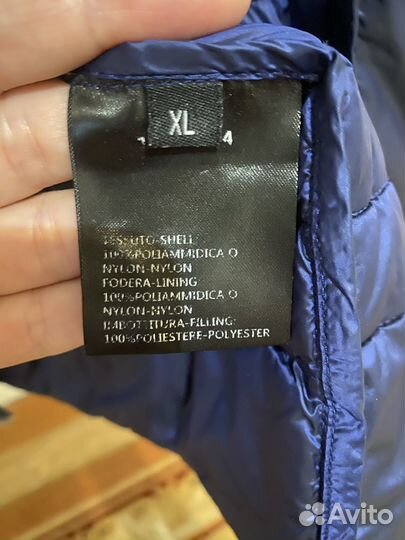 XL
4
TESSUTO-SHELL
100%POLIAMMIDICA O
NYLON-NYLON
FODERA-LINING
100%POLIAMMIDICA O
NYLON-NYLON
IMBOTTITURA-FILLING:
100%POLIESTERE-POLYESTER
Avito